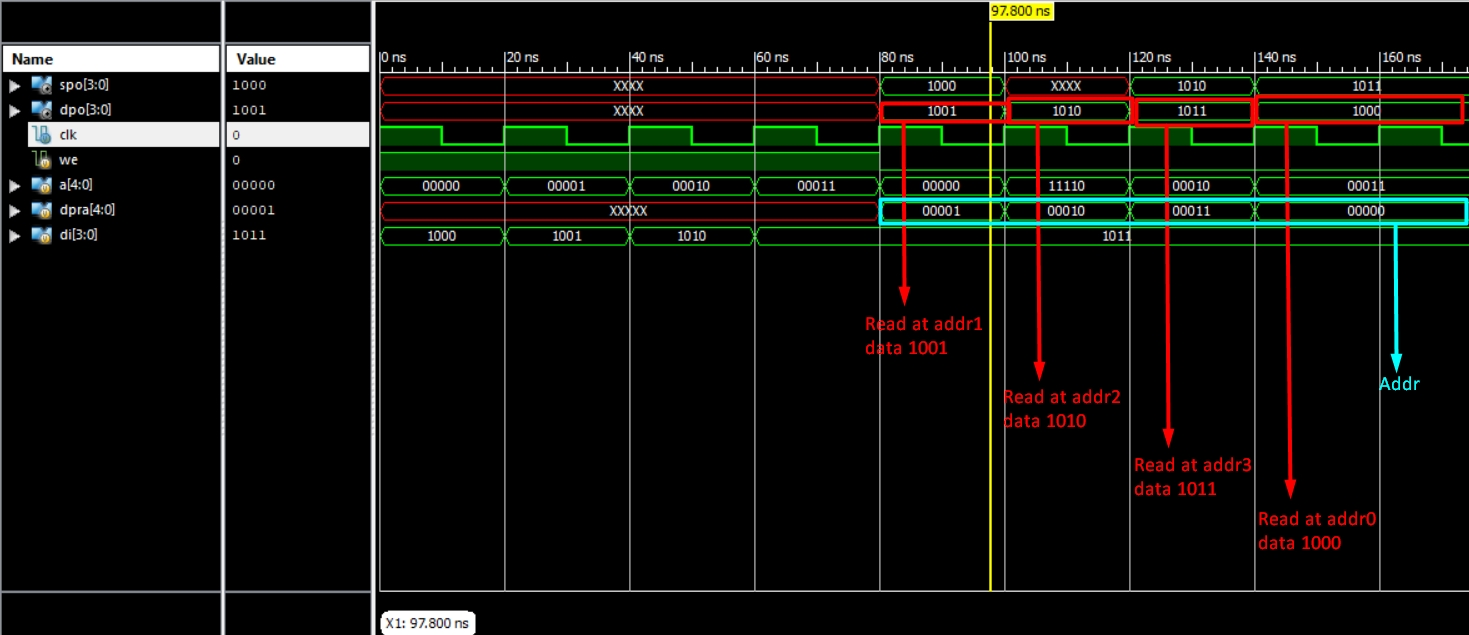 97.800 ns
Name
Value
0 ns
20 ns
40 ns
60 ns
80 ns
100 ns
120 ns
140 ns
160 ns
spo[3:0]
1000
XXXX
1000
XXXX
1010
1011
dpo[3:0]
1001
XXXX
1001
1010
1011
1000
clk
0
we
0
a[4:0]
00000
00000
00001
00010
00011
00000
11110
00010
00011
dpra[4:0]
00001
XXXXX
00001
00010
00011
00000
di[3:0]
1011
1000
1001
1010
1011
Read at addr1
data 1001
Read at addr2
data 1010
Read at addr3
data 1011
Read at addr0
data 1000
Addr
X1: 97.800 ns